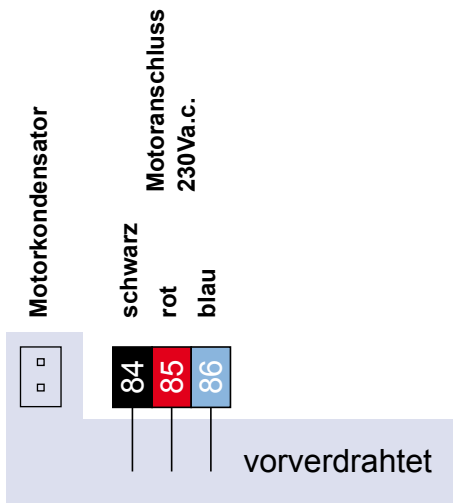 Motorkondensator
Motoranschluss
230Va.c.
schwarz
rot
blau
84
85
86
vorverdrahtet